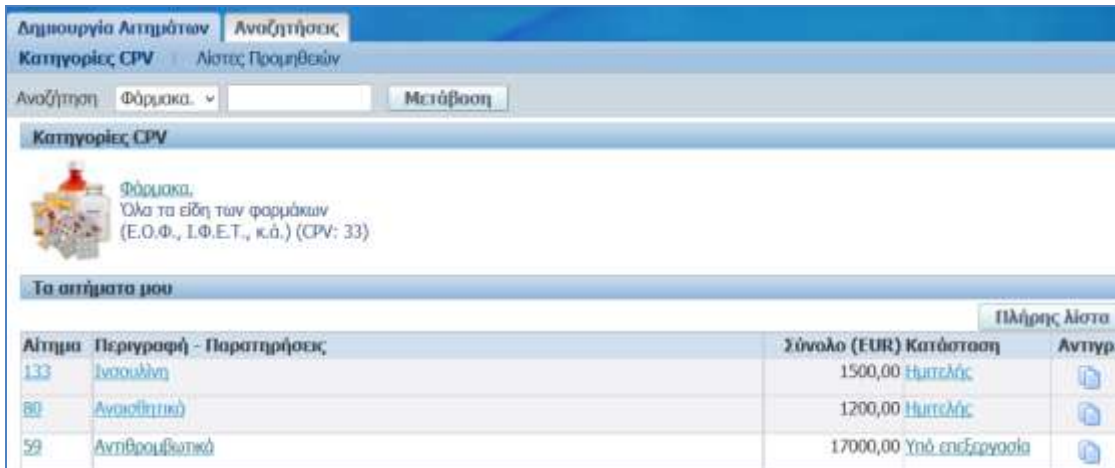 Δημιουργία Αιτημάτων Αναζητήσεις
Κατηγορίες CPV Λίστες Προμηθειών
Αναζήτηση Φάρμακα. Μετάβαση
Κατηγορίες CPV
Φάρμακα.
Όλα τα είδη των φαρμάκων
(Ε.Ο.Φ., Ι.Φ.Ε.Τ., κ.ά.) (CPV: 33)
Τα αιτήματα μου
Πλήρης λίστα
Αίτημα Περιγραφή - Παρατηρήσεις Σύνολο (EUR) Κατάσταση Αντιγρ
133 Ινσουλίνη 1500,00 Ημιτελής
80 Αναισθητικά 1200,00 Ημιτελής
59 Αντιθρομβωτικά 17000,00 Υπό επεξεργασία